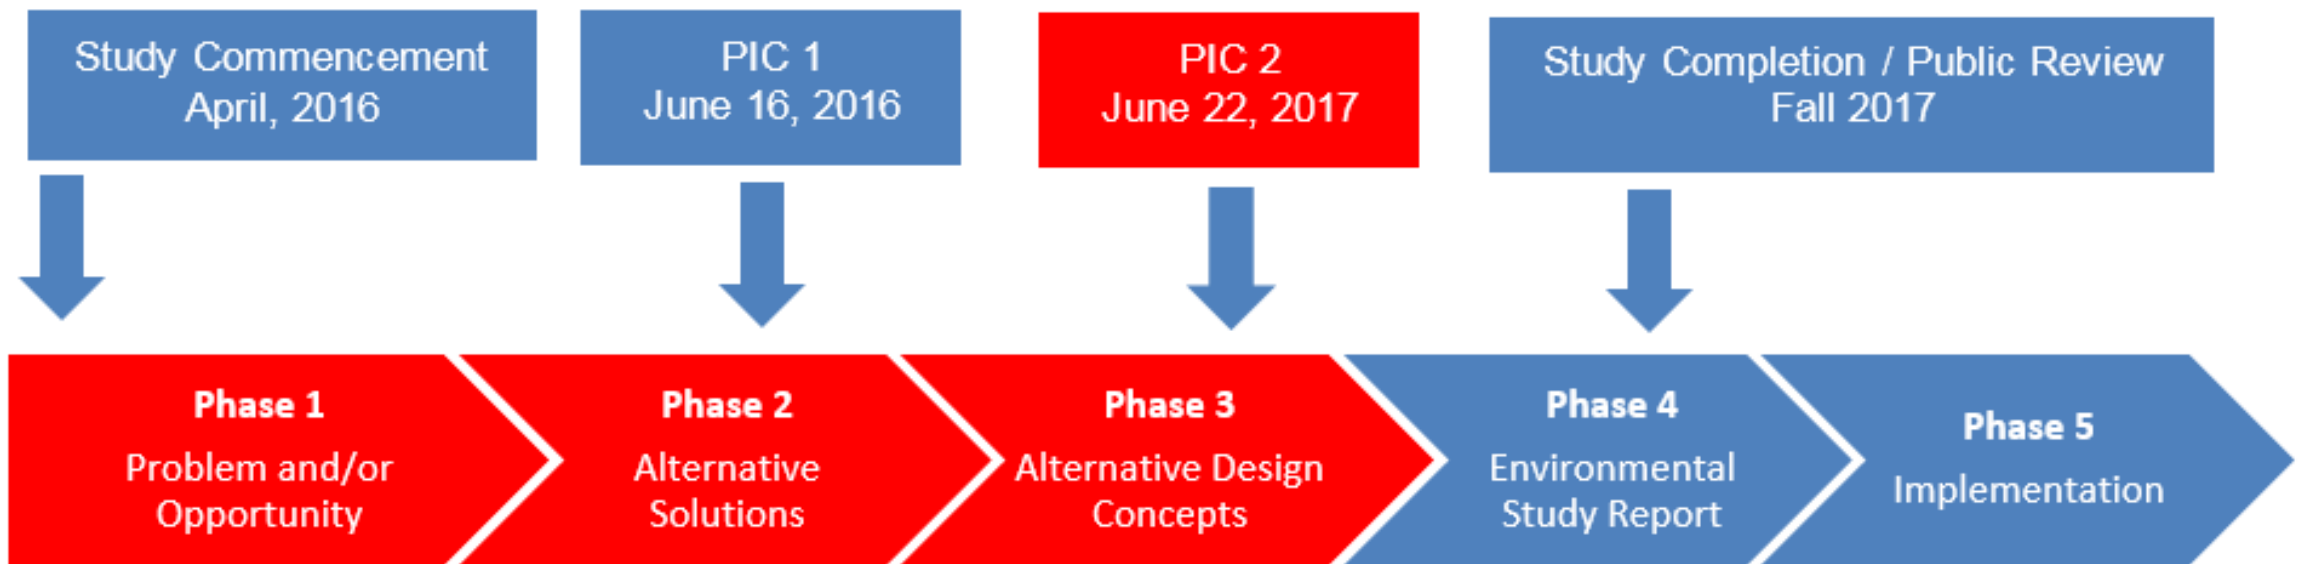 Study Commencement
April, 2016
PIC 1
June 16, 2016
PIC 2
June 22, 2017
Study Completion / Public Review
Fall 2017
Phase 1
Problem and/or
Opportunity
Phase 2
Alternative
Solutions
Phase 3
Alternative Design
Concepts
Phase 4
Environmental
Study Report
Phase 5
Implementation